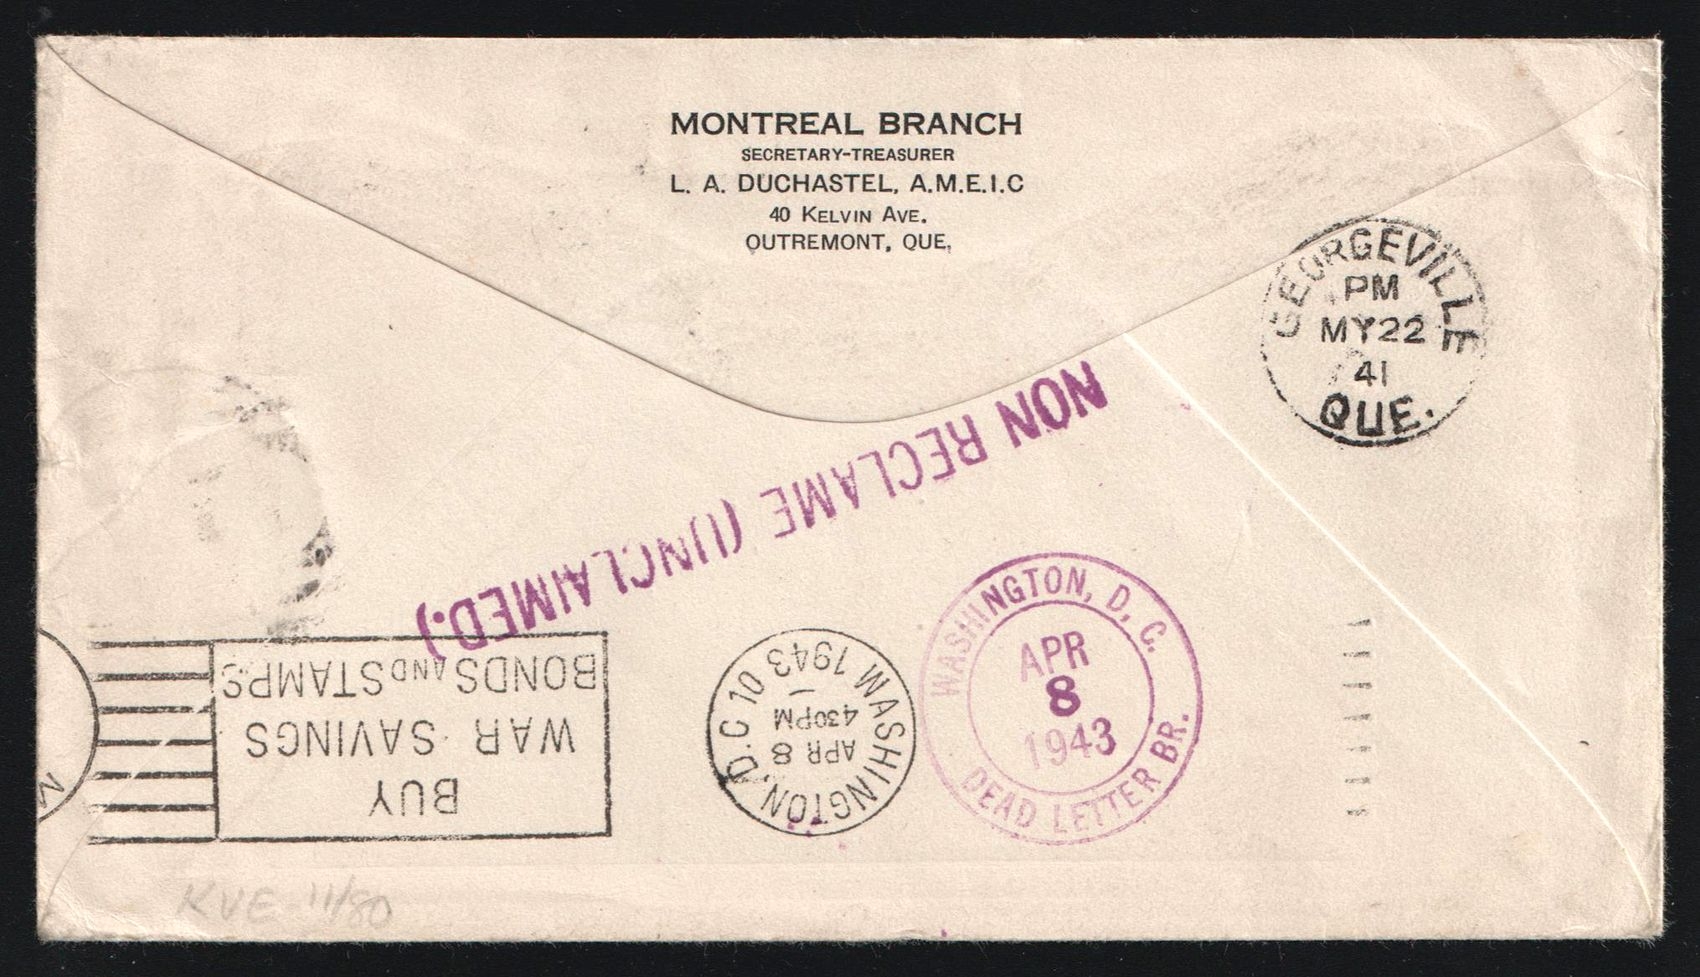 MONTREAL BRANCH
SECRETARY-TREASURER
L. A. DUCHASTEL, A.M.E.I.C
40 KELVIN AVE.
OUTREMONT, QUE.
GEORGEVILLE
PM
MY 22
41
QUE.
NON RECLAME (UNCLAIMED.)
BUY
WAR SAVINGS
BONDS AND STAMPS
WASHINGTON, D.C 10
APR 8
430PM
1943
WASHINGTON, D. C.
APR
8
1943
DEAD LETTER BR.
M
KVE 11/80